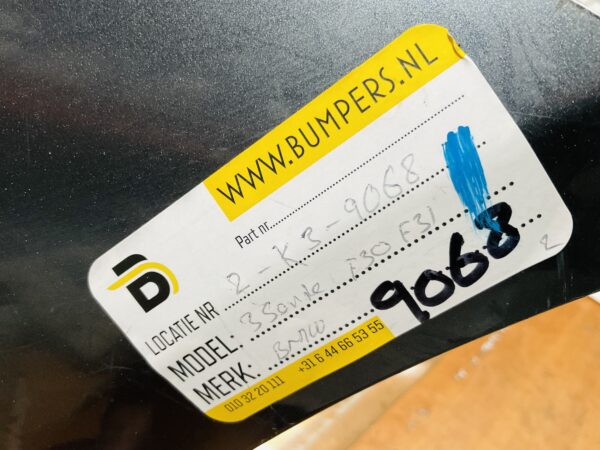 WWW.BUMPERS.NL
Part nr.
LOCATIE NR 2-K3-9068
MODEL. 3 Serie F30 F31
MERK. BMW 9068
2
010 32 20 111 +31 6 44 66 53 55